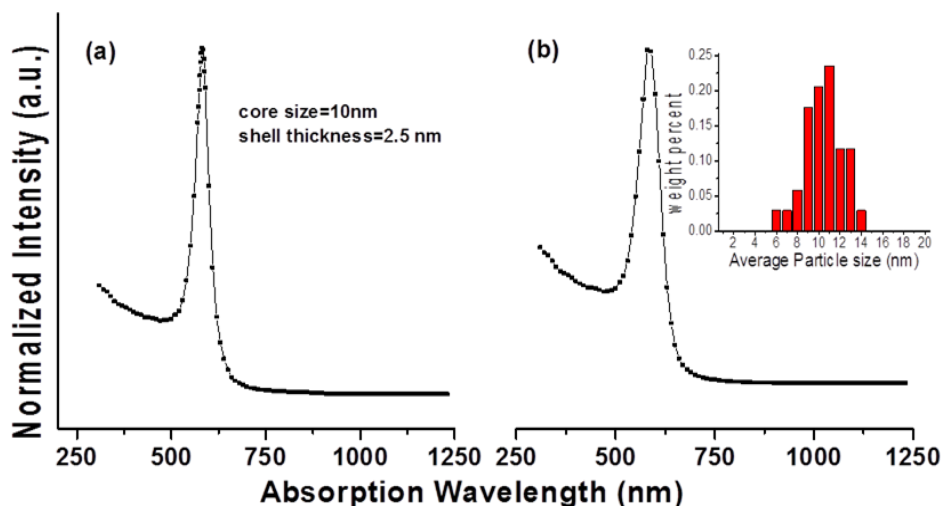 Normalized Intensity (a.u.)
(a)
core size=10nm
shell thickness=2.5 nm
250 500 750 1000 1250
(b)
weight percent
0.25
0.20
0.15
0.10
0.05
0.00
2 4 6 8 10 12 14 16 18 20
Average Particle size (nm)
250 500 750 1000 1250
Absorption Wavelength (nm)